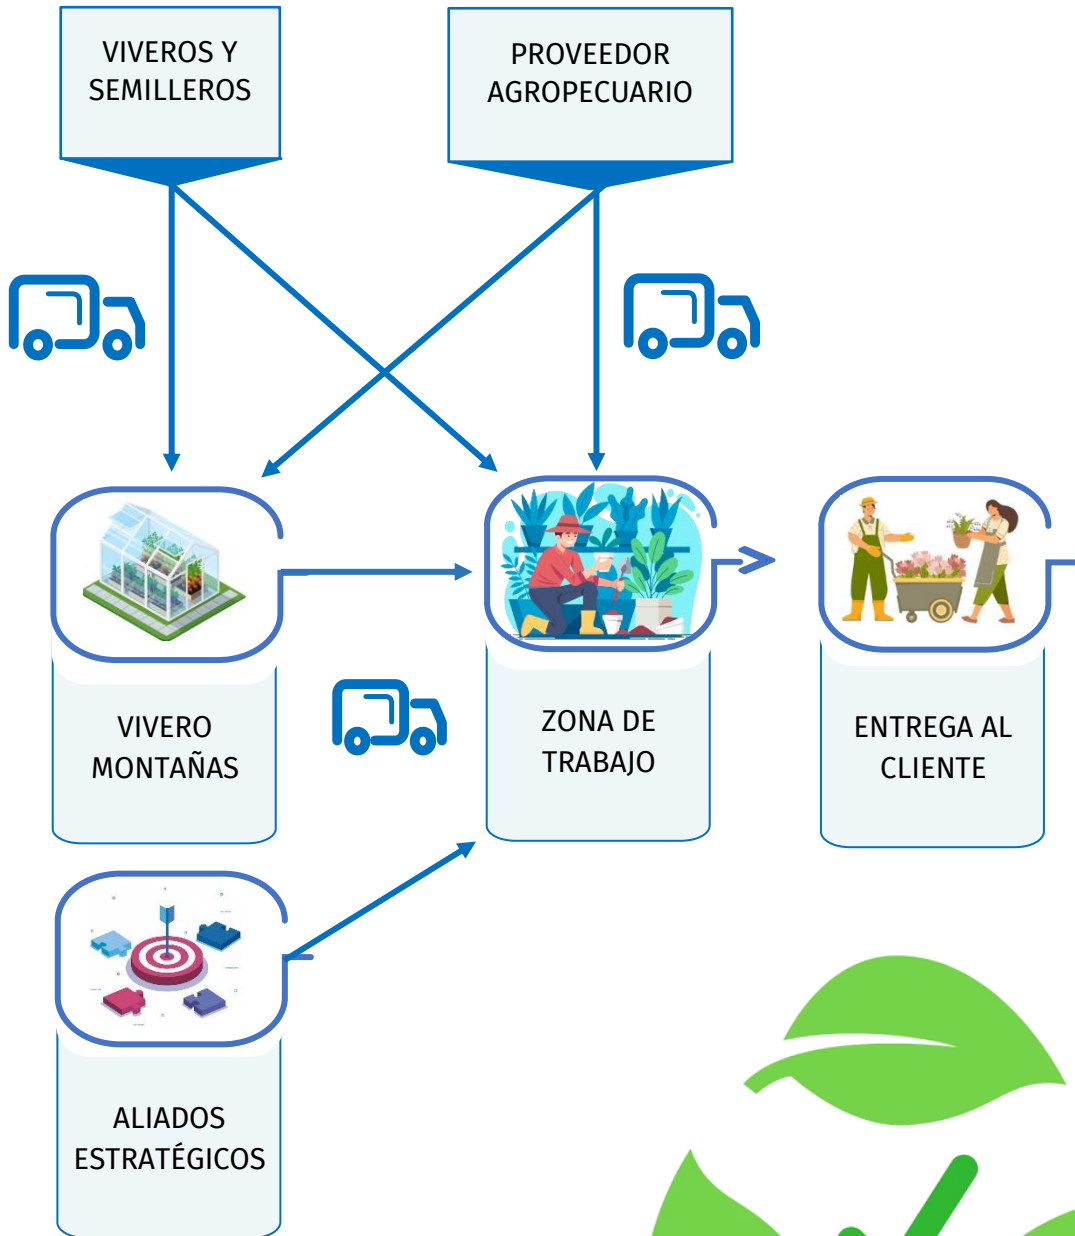 VIVEROS Y
SEMILLEROS
PROVEEDOR
AGROPECUARIO
VIVERO
MONTAÑAS
ZONA DE
TRABAJO
ENTREGA AL
CLIENTE
ALIADOS
ESTRATÉGICOS